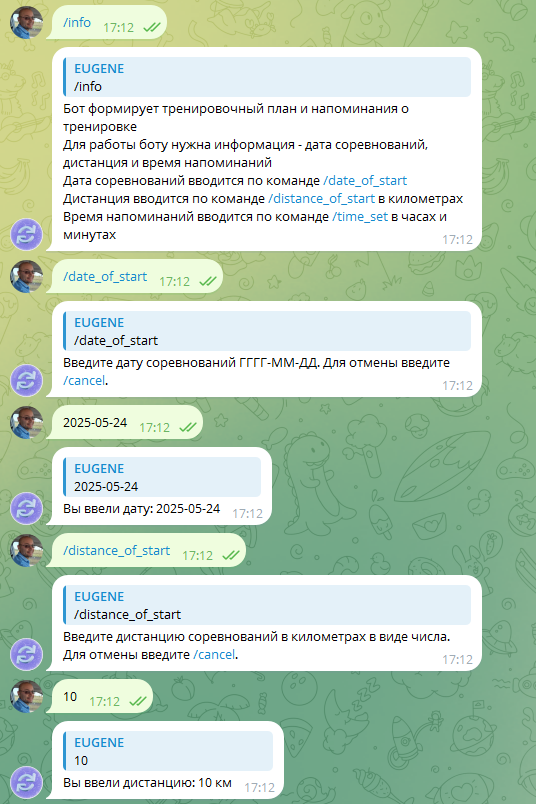 /info 17:12
EUGENE
/info
Бот формирует тренировочный план и напоминания о
тренировке
Для работы боту нужна информация - дата соревнований,
дистанция и время напоминаний
Дата соревнований вводится по команде /date_of_start
Дистанция вводится по команде /distance_of_start в километрах
Время напоминаний вводится по команде /time_set в часах и
минутах 17:12
/date_of_start 17:12
EUGENE
/date_of_start
Введите дату соревнований ГГГГ-ММ-ДД. Для отмены введите
/cancel. 17:12
2025-05-24 17:12
EUGENE
2025-05-24
Вы ввели дату: 2025-05-24 17:12
/distance_of_start 17:12
EUGENE
/distance_of_start
Введите дистанцию соревнований в километрах в виде числа.
Для отмены введите /cancel. 17:12
10 17:12
EUGENE
10
Вы ввели дистанцию: 10 км 17:12